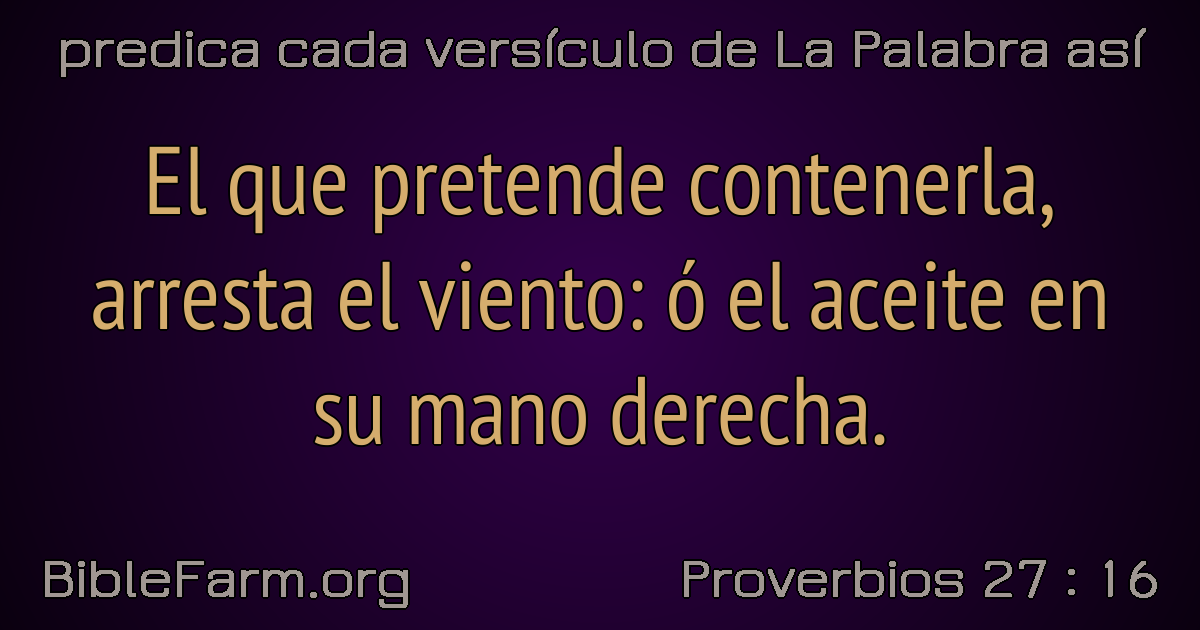 predica cada versículo de La Palabra así
El que pretende contenerla,
arresta el viento: ó el aceite en
su mano derecha.
BibleFarm.org
Proverbios 27 : 16